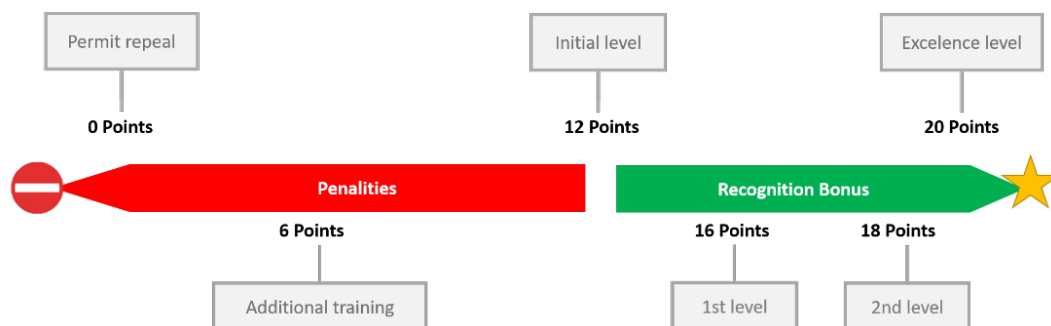 Permit repeal
Initial level
Excelence level
0 Points
12 Points
20 Points
Penalities
Recognition Bonus
6 Points
16 Points
18 Points
Additional training
1st level
2nd level